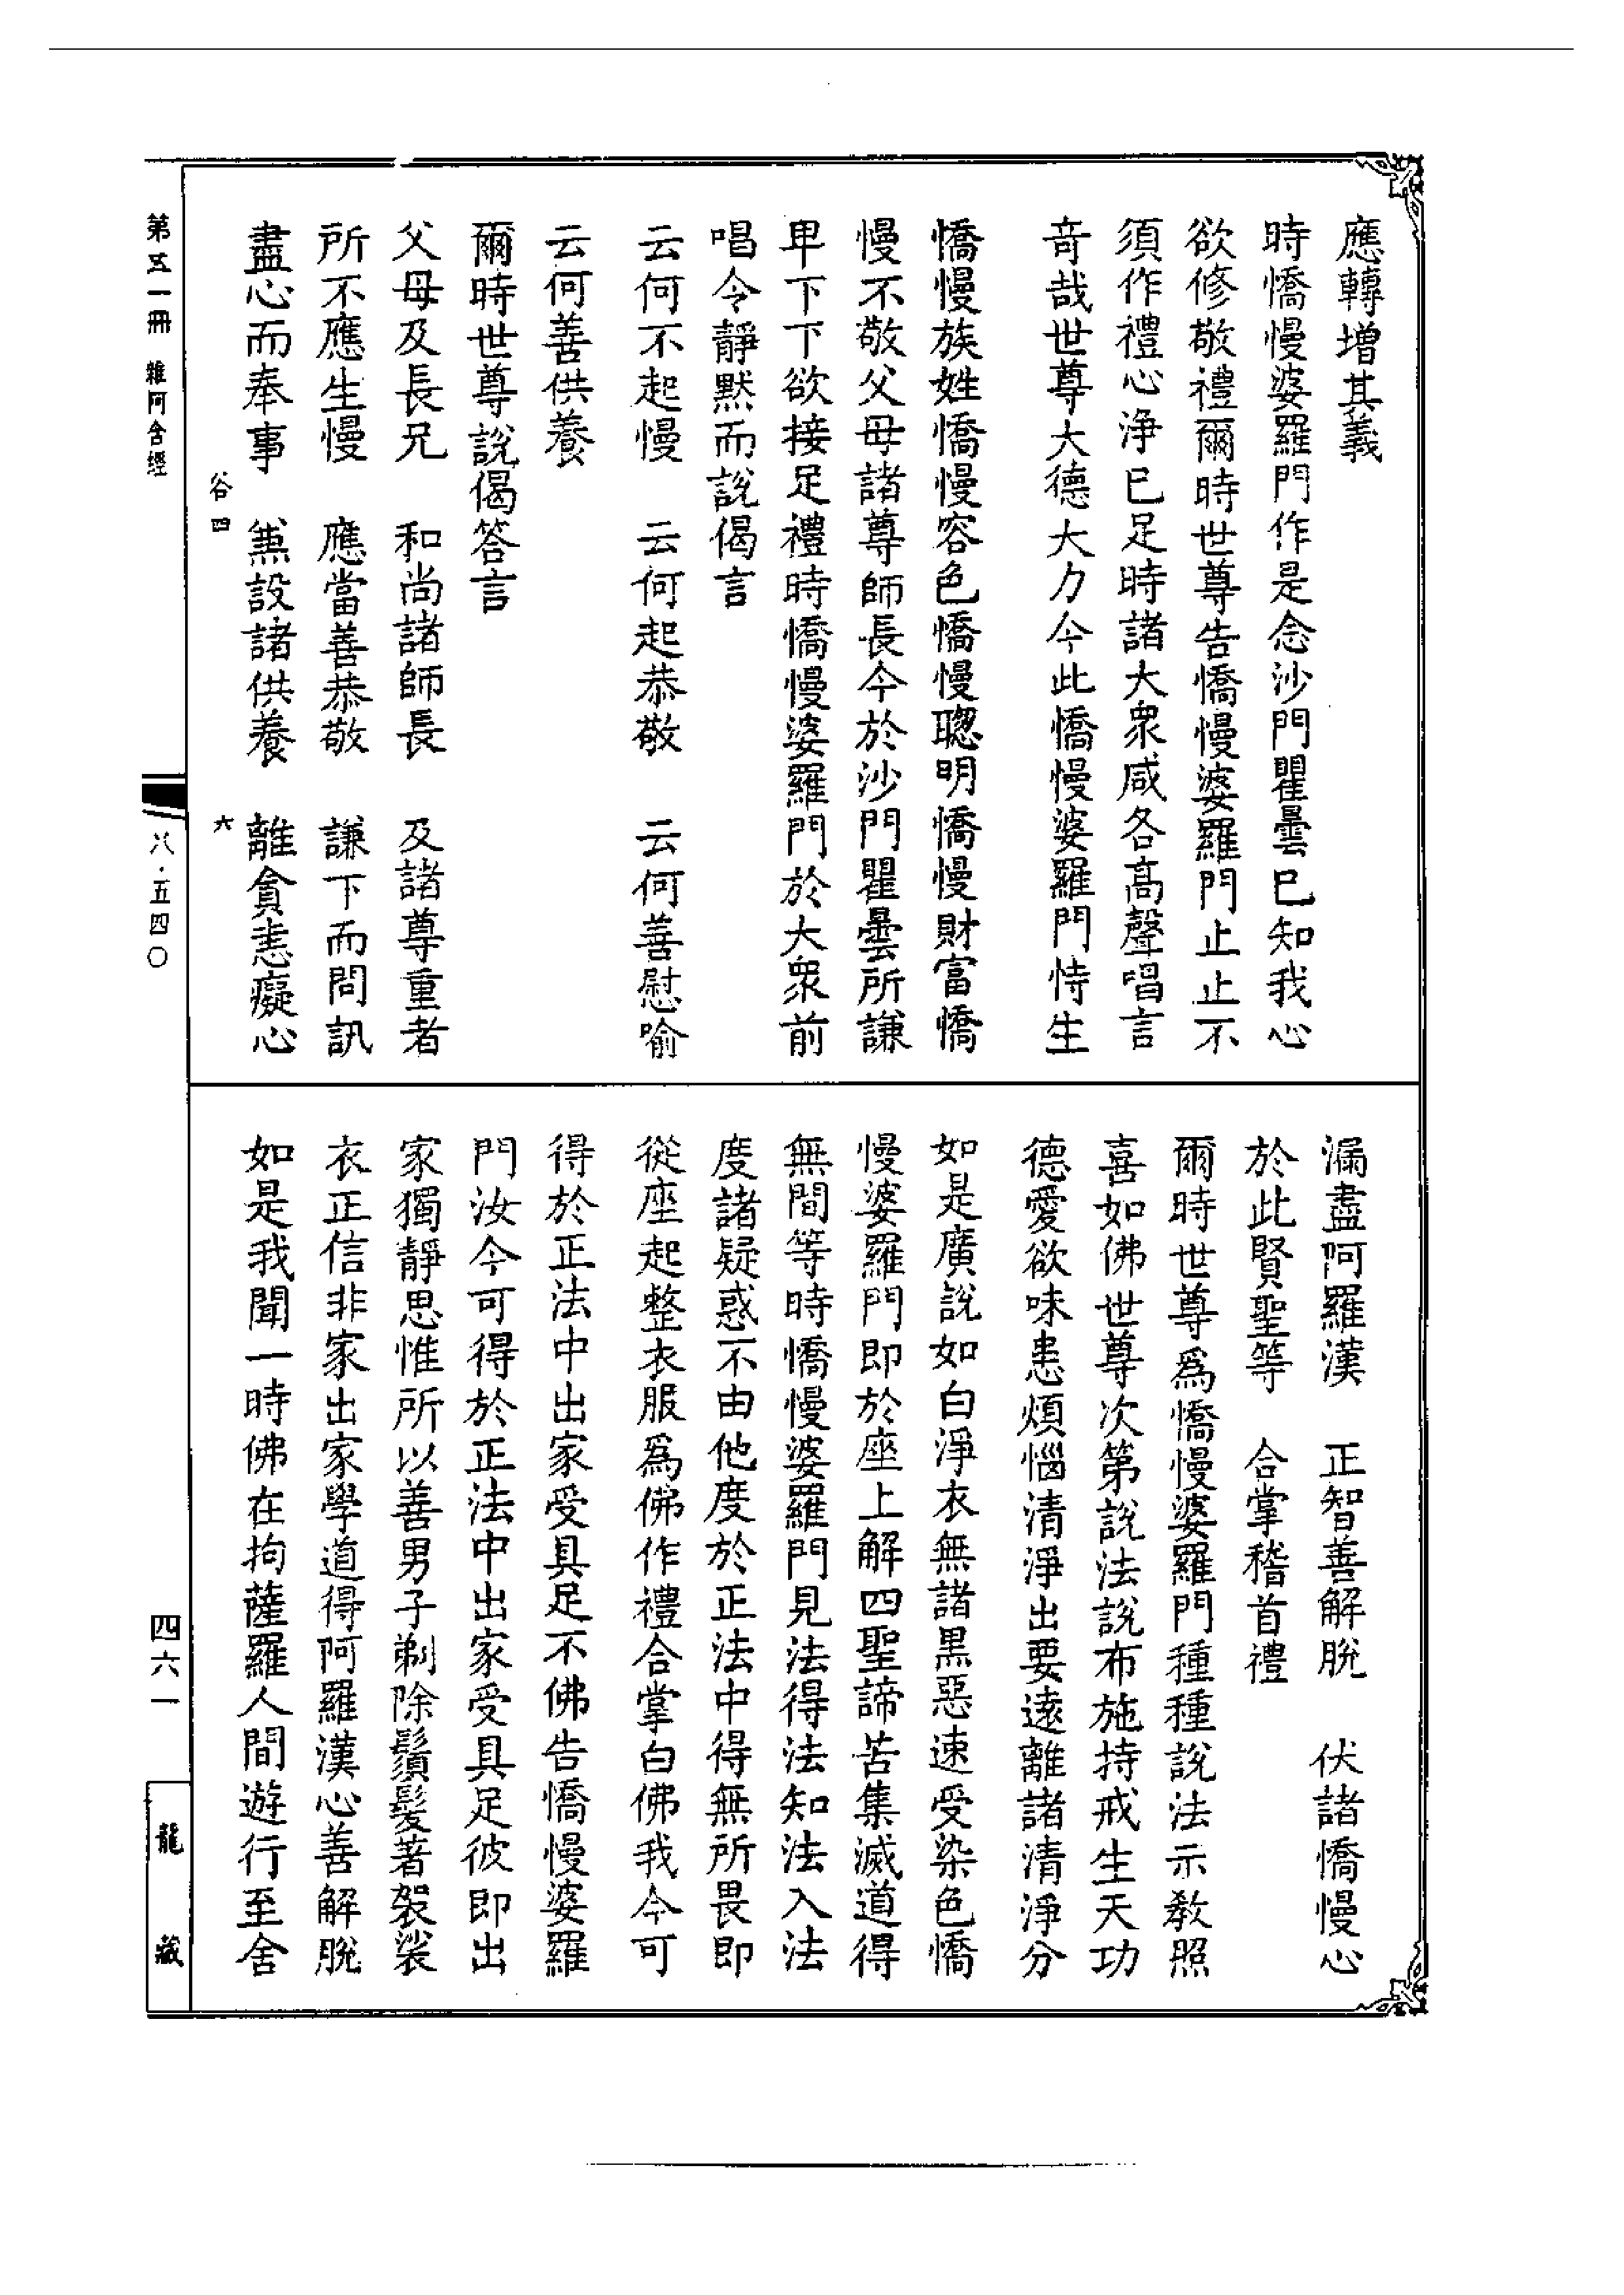 應轉增其義
時憍慢婆羅門作是念沙門瞿曇已知我心
欲修敬禮爾時世尊告憍慢婆羅門止止不
須作禮心淨已足時諸大衆咸各高聲唱言
奇哉世尊大德大力今此憍慢婆羅門恃生
憍慢族姓憍慢容色憍慢聰明憍慢財富憍
慢不敬父母諸尊師長今於沙門瞿曇所謙
卑下下欲接足禮時憍慢婆羅門於大衆前
唱令靜默而說偈言
云何不起慢　云何起恭敬　云何善慰喻
云何善供養
爾時世尊說偈答言
父母及長兄　和尚諸師長　及諸尊重者
所不應生慢　應當善恭敬　謙下而問訊
盡心而奉事　兼設諸供養　離貪恚癡心
漏盡阿羅漢　正智善解脫　伏諸憍慢心
於此賢聖等　合掌稽首禮
爾時世尊爲憍慢婆羅門種種說法示教照
喜如佛世尊次第說法說布施持戒生天功
德愛欲味患煩惱清淨出要遠離諸清淨分
如是廣說如白淨衣無諸黑惡速受染色憍
慢婆羅門即於座上解四聖諦苦集滅道得
無間等時憍慢婆羅門見法得法知法入法
度諸疑惑不由他度於正法中得無所畏即
從座起整衣服爲佛作禮合掌白佛我今可
得於正法中出家受具足不佛告憍慢婆羅
門汝今可得於正法中出家受具足彼即出
家獨靜思惟所以善男子剃除鬚髮著袈裟
衣正信非家出家學道得阿羅漢心善解脫
如是我聞一時佛在拘薩羅人間遊行至舍
谷四　六
第五一冊　雜阿含經
八·五四〇
四六一
龍藏